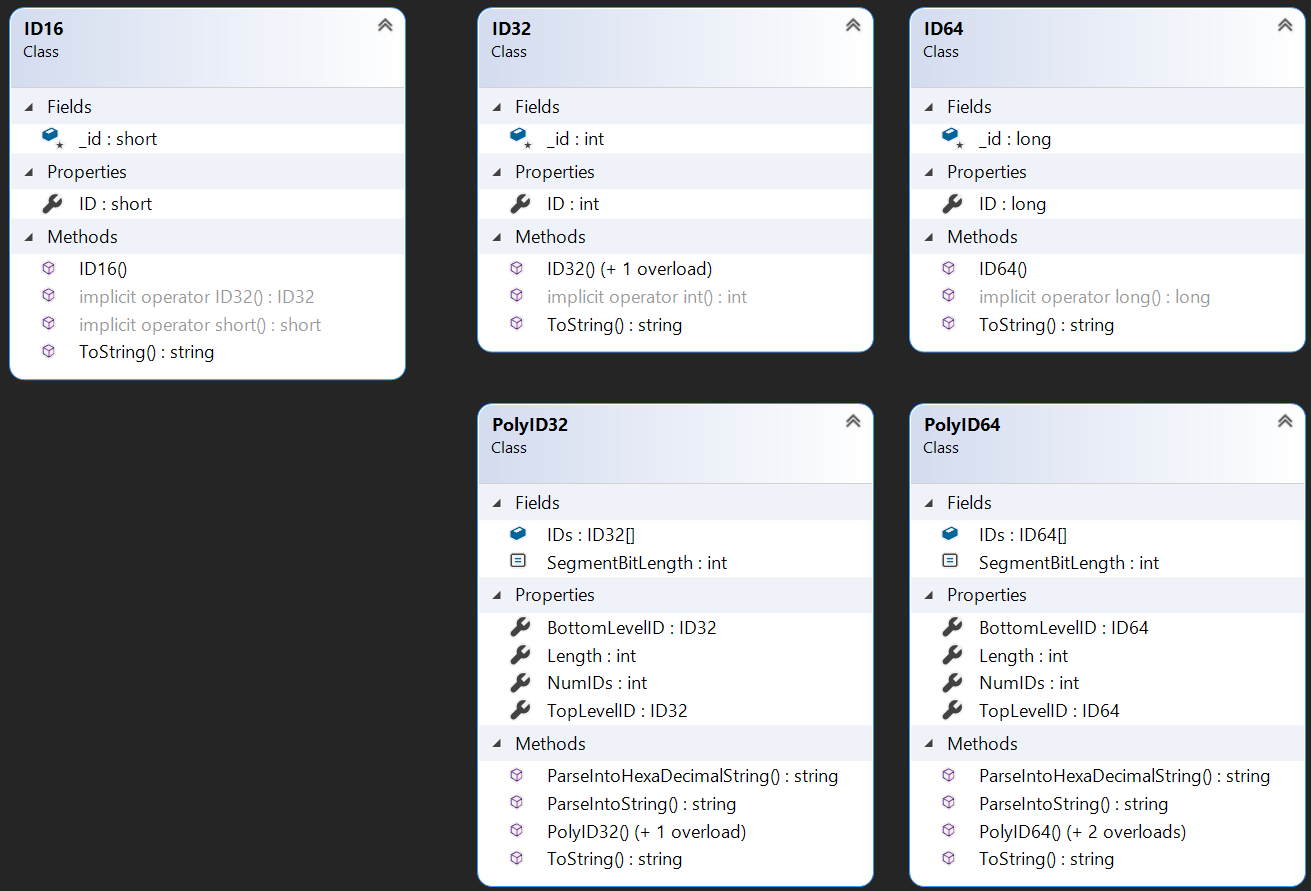 ID16
Class
Fields
_id : short
Properties
ID : short
Methods
ID16()
implicit operator ID32() : ID32
implicit operator short() : short
ToString() : string
ID32
Class
Fields
_id : int
Properties
ID : int
Methods
ID32() (+ 1 overload)
implicit operator int() : int
ToString() : string
ID64
Class
Fields
_id : long
Properties
ID : long
Methods
ID64()
implicit operator long() : long
ToString() : string
PolyID32
Class
Fields
IDs : ID32[]
SegmentBitLength : int
Properties
BottomLevelID : ID32
Length : int
NumIDs : int
TopLevelID : ID32
Methods
ParseIntoHexaDecimalString() : string
ParseIntoString() : string
PolyID32() (+ 1 overload)
ToString() : string
PolyID64
Class
Fields
IDs : ID64[]
SegmentBitLength : int
Properties
BottomLevelID : ID64
Length : int
NumIDs : int
TopLevelID : ID64
Methods
ParseIntoHexaDecimalString() : string
ParseIntoString() : string
PolyID64() (+ 2 overloads)
ToString() : string